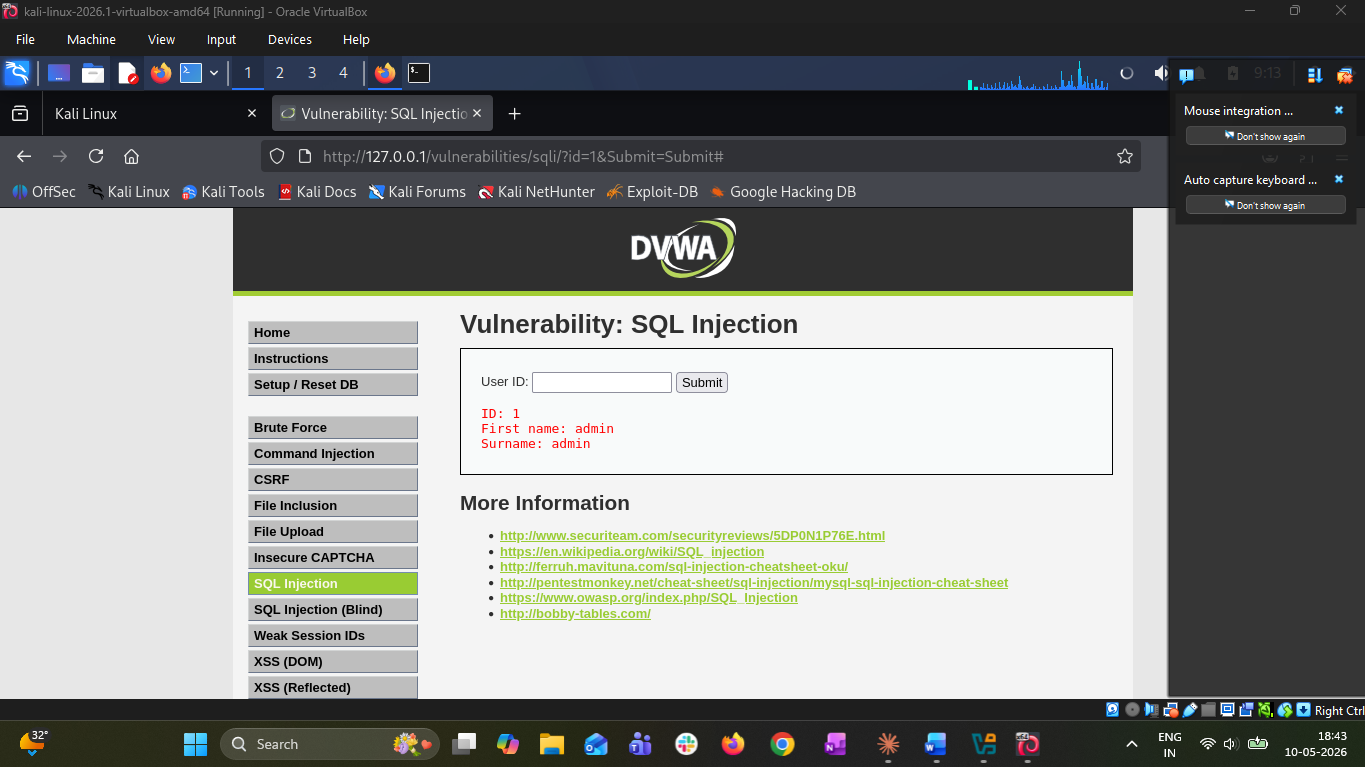 kali-linux-2026.1-virtualbox-amd64 [Running] - Oracle VirtualBox
File Machine View Input Devices Help
1 2 3 4 9:13
Kali Linux
Vulnerability: SQL Injectio
http://127.0.0.1/vulnerabilities/sqli/?id=1&Submit=Submit#
OffSec Kali Linux Kali Tools Kali Docs Kali Forums Kali NetHunter Exploit-DB Google Hacking DB
Mouse integration ...
Don't show again
Auto capture keyboard ...
Don't show again
DVWA
Home
Instructions
Setup / Reset DB
Brute Force
Command Injection
CSRF
File Inclusion
File Upload
Insecure CAPTCHA
SQL Injection
SQL Injection (Blind)
Weak Session IDs
XSS (DOM)
XSS (Reflected)
Vulnerability: SQL Injection
User ID: Submit
ID: 1
First name: admin
Surname: admin
More Information
http://www.securiteam.com/securityreviews/5DP0N1P76E.html
https://en.wikipedia.org/wiki/SQL_injection
http://ferruh.mavituna.com/sql-injection-cheatsheet-oku/
http://pentestmonkey.net/cheat-sheet/sql-injection/mysql-sql-injection-cheat-sheet
https://www.owasp.org/index.php/SQL_Injection
http://bobby-tables.com/
Right Ctrl
32°
Search
ENG
IN
18:43
10-05-2026